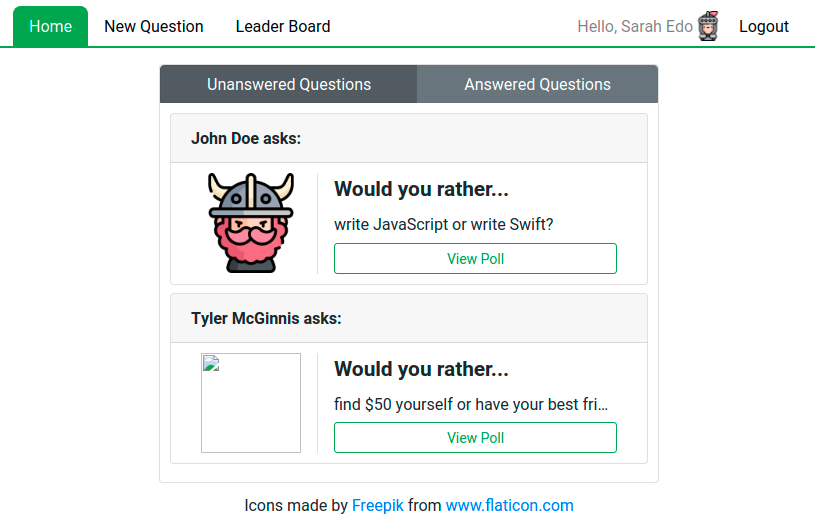 Home New Question Leader Board Hello, Sarah Edo Logout
Unanswered Questions Answered Questions
John Doe asks:
Would you rather...
write JavaScript or write Swift?
View Poll
Tyler McGinnis asks:
Would you rather...
find $50 yourself or have your best fri...
View Poll
Icons made by Freepik from www.flaticon.com